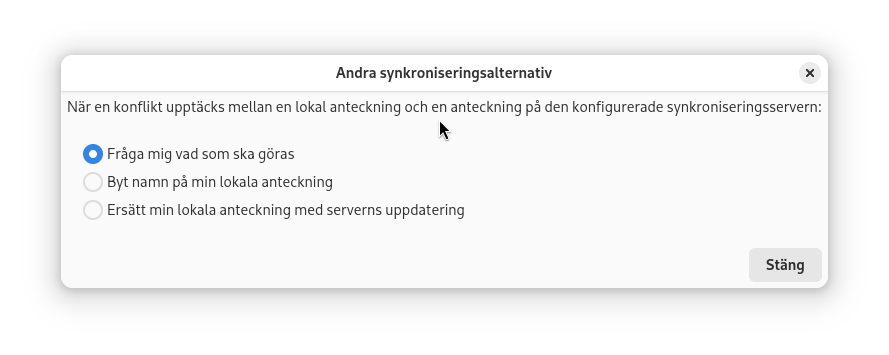 Andra synkroniseringsalternativ
När en konflikt upptäcks mellan en lokal anteckning och en anteckning på den konfigurerade synkroniseringsservern:
Fråga mig vad som ska göras
Byt namn på min lokala anteckning
Ersätt min lokala anteckning med serverns uppdatering
Stäng